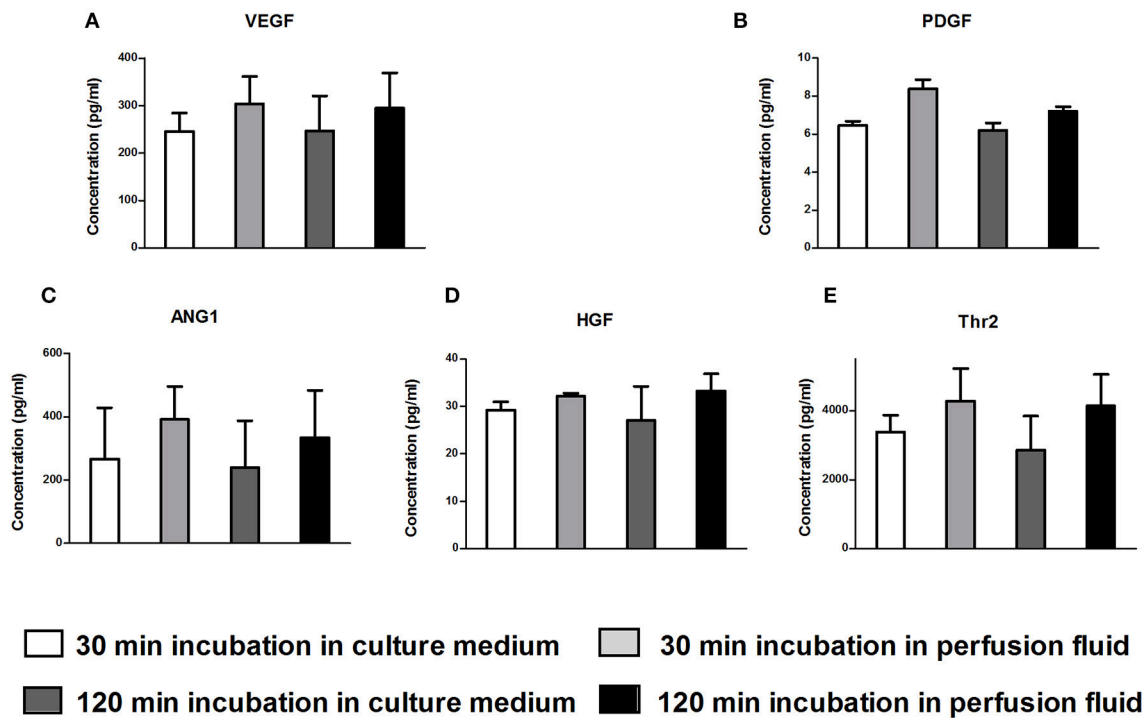 A
VEGF
Concentration (pg/ml)
400
300
200
100
0
B
PDGF
Concentration (pg/ml)
10
8
6
4
2
0
C
ANG1
Concentration (pg/ml)
600
400
200
0
D
HGF
Concentration (pg/ml)
40
30
20
10
0
E
Thr2
Concentration (pg/ml)
4000
2000
0
30 min incubation in culture medium
30 min incubation in perfusion fluid
120 min incubation in culture medium
120 min incubation in perfusion fluid